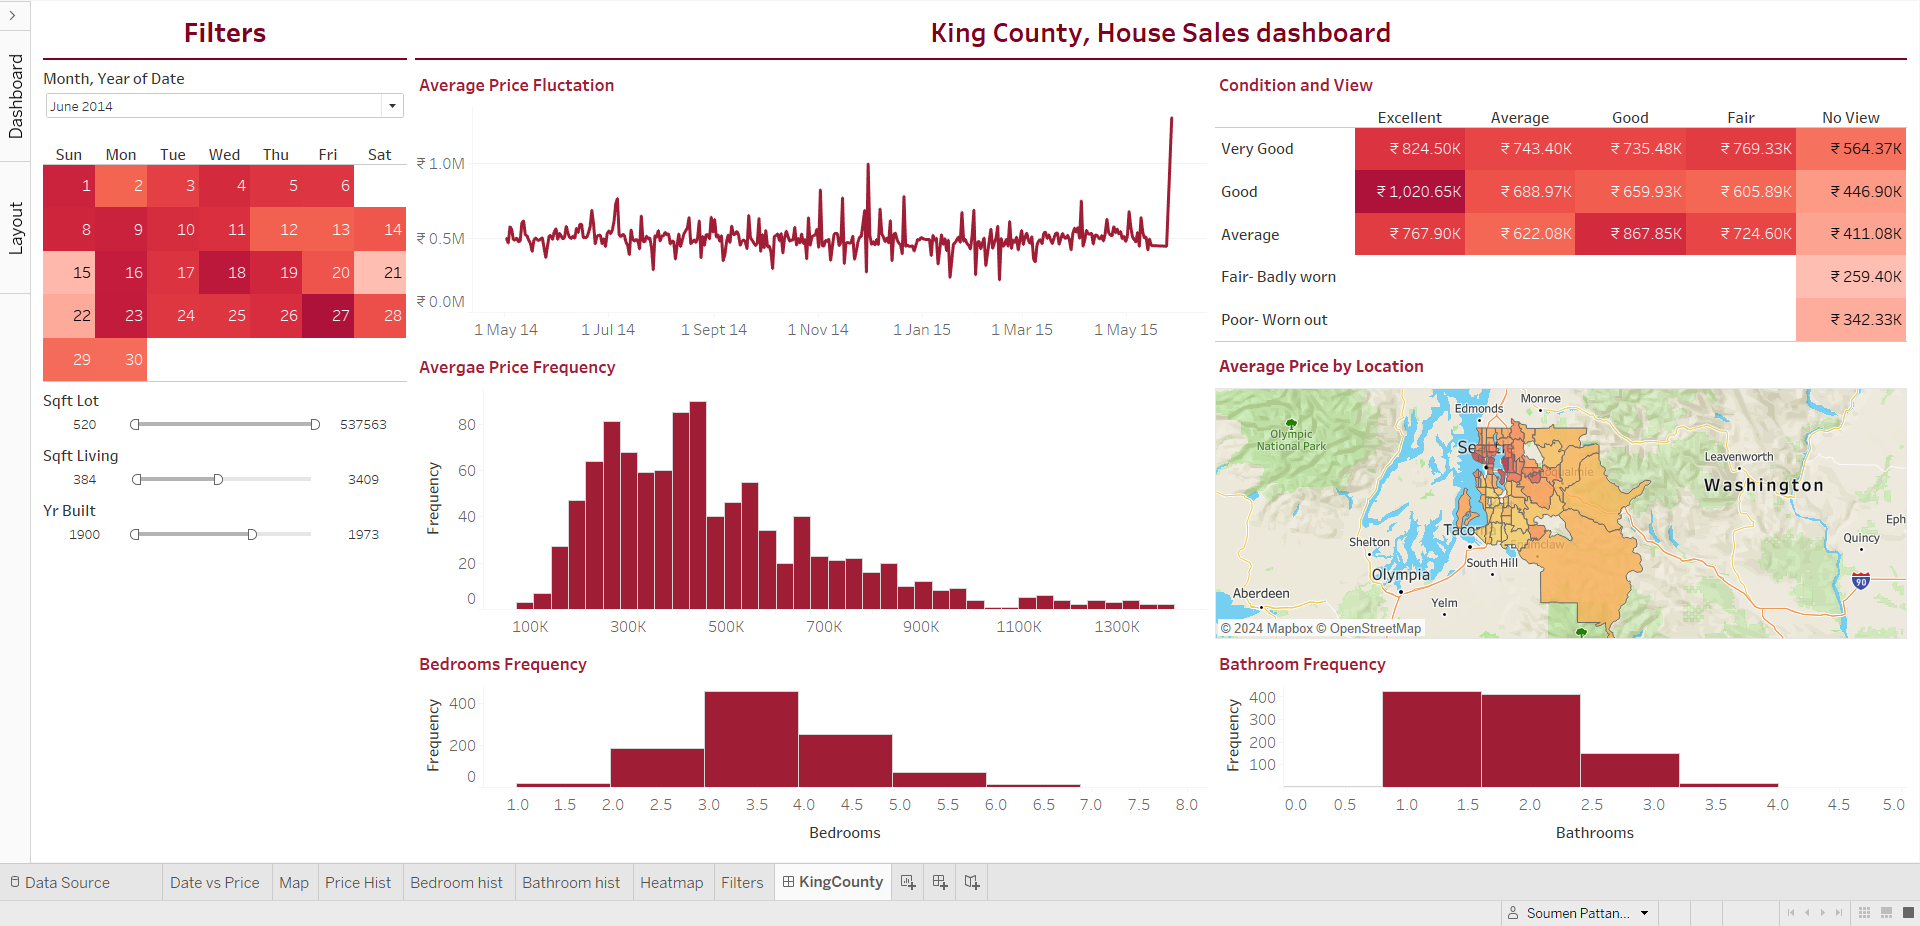 Dashboard
Layout
Filters
Month, Year of Date
June 2014
Sun Mon Tue Wed Thu Fri Sat
1 2 3 4 5 6
8 9 10 11 12 13 14
15 16 17 18 19 20 21
22 23 24 25 26 27 28
29 30
Sqft Lot
520 537563
Sqft Living
384 3409
Yr Built
1900 1973
King County, House Sales dashboard
Average Price Fluctation
₹ 1.0M
₹ 0.5M
₹ 0.0M
1 May 14 1 Jul 14 1 Sept 14 1 Nov 14 1 Jan 15 1 Mar 15 1 May 15
Condition and View
Excellent Average Good Fair No View
Very Good ₹ 824.50K ₹ 743.40K ₹ 735.48K ₹ 769.33K ₹ 564.37K
Good ₹ 1,020.65K ₹ 688.97K ₹ 659.93K ₹ 605.89K ₹ 446.90K
Average ₹ 767.90K ₹ 622.08K ₹ 867.85K ₹ 724.60K ₹ 411.08K
Fair- Badly worn ₹ 259.40K
Poor- Worn out ₹ 342.33K
Avergae Price Frequency
Frequency
80
60
40
20
0
100K 300K 500K 700K 900K 1100K 1300K
Average Price by Location
Monroe
Edmonds
Olympic
National Park
Leavenworth
Washington
Eph
Quincy
Shelton
South Hill
Olympia
90
Aberdeen
Yelm
© 2024 Mapbox © OpenStreetMap
Bedrooms Frequency
Frequency
400
200
0
1.0 1.5 2.0 2.5 3.0 3.5 4.0 4.5 5.0 5.5 6.0 6.5 7.0 7.5 8.0
Bedrooms
Bathroom Frequency
Frequency
400
300
200
100
0.0 0.5 1.0 1.5 2.0 2.5 3.0 3.5 4.0 4.5 5.0
Bathrooms
Data Source Date vs Price Map Price Hist Bedroom hist Bathroom hist Heatmap Filters KingCounty
Soumen Pattan...